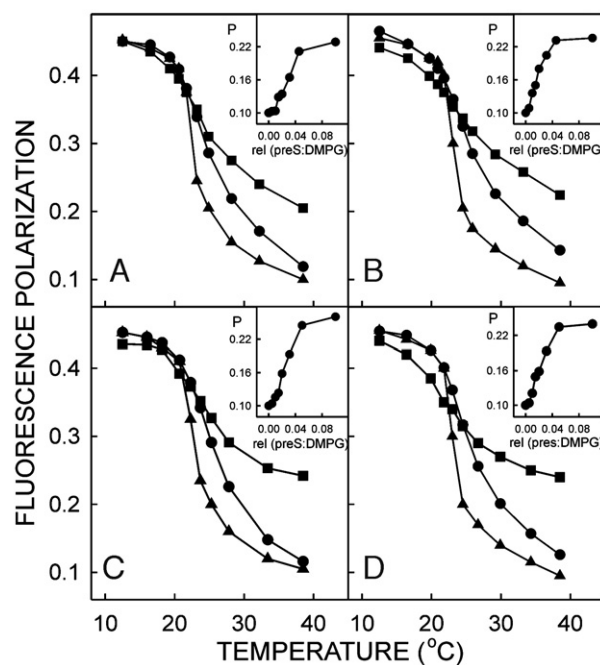 FLUORESCENCE POLARIZATION
0.4
0.3
0.2
0.1
A
P
0.22
0.16
0.10
0.00 0.04 0.08
rel (preS:DMPG)
B
P
0.22
0.16
0.10
0.00 0.04 0.08
rel (preS:DMPG)
0.4
0.3
0.2
0.1
C
P
0.22
0.16
0.10
0.00 0.04 0.08
rel (preS:DMPG)
D
P
0.22
0.16
0.10
0.00 0.04 0.08
rel (pres:DMPG)
10 20 30 40
10 20 30 40
TEMPERATURE (°C)